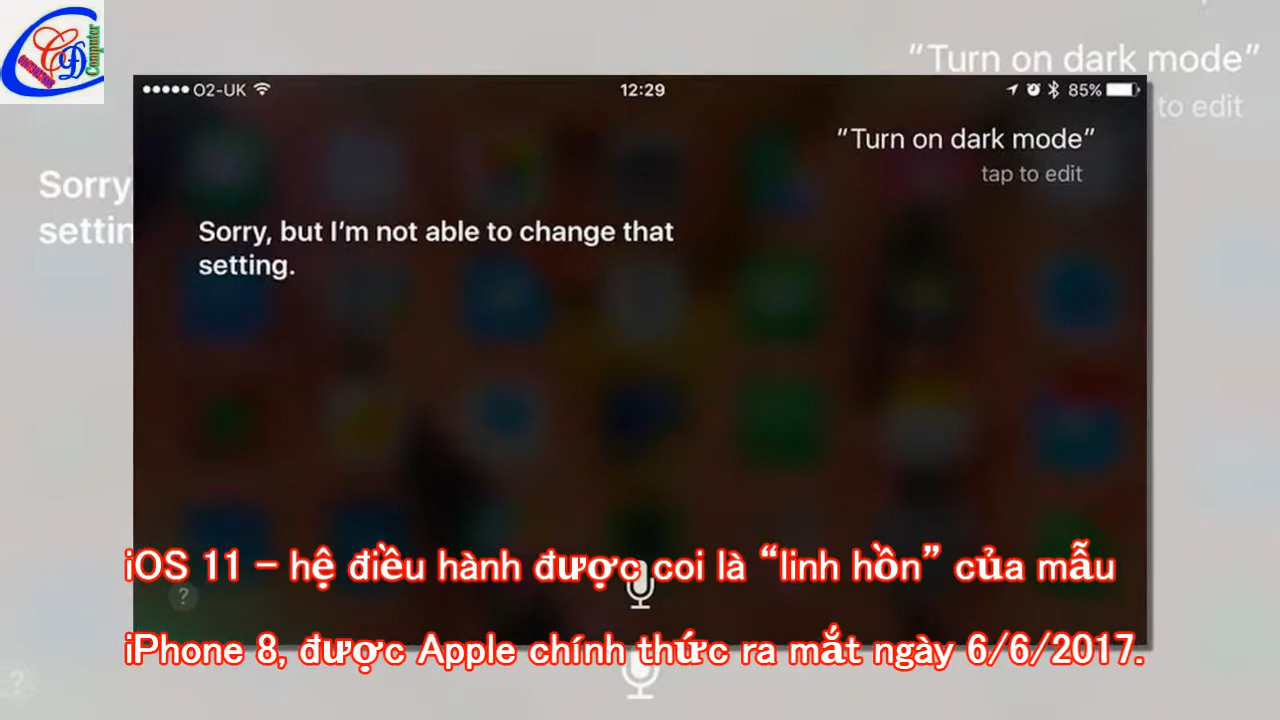 Computer
“Turn on dark mode”
to edit
Sorry
settin
●●●●● O2-UK 12:29 85%
“Turn on dark mode”
tap to edit
Sorry, but I’m not able to change that
setting.
iOS 11 – hệ điều hành được coi là “linh hồn” của mẫu
?
iPhone 8, được Apple chính thức ra mắt ngày 6/6/2017.
?